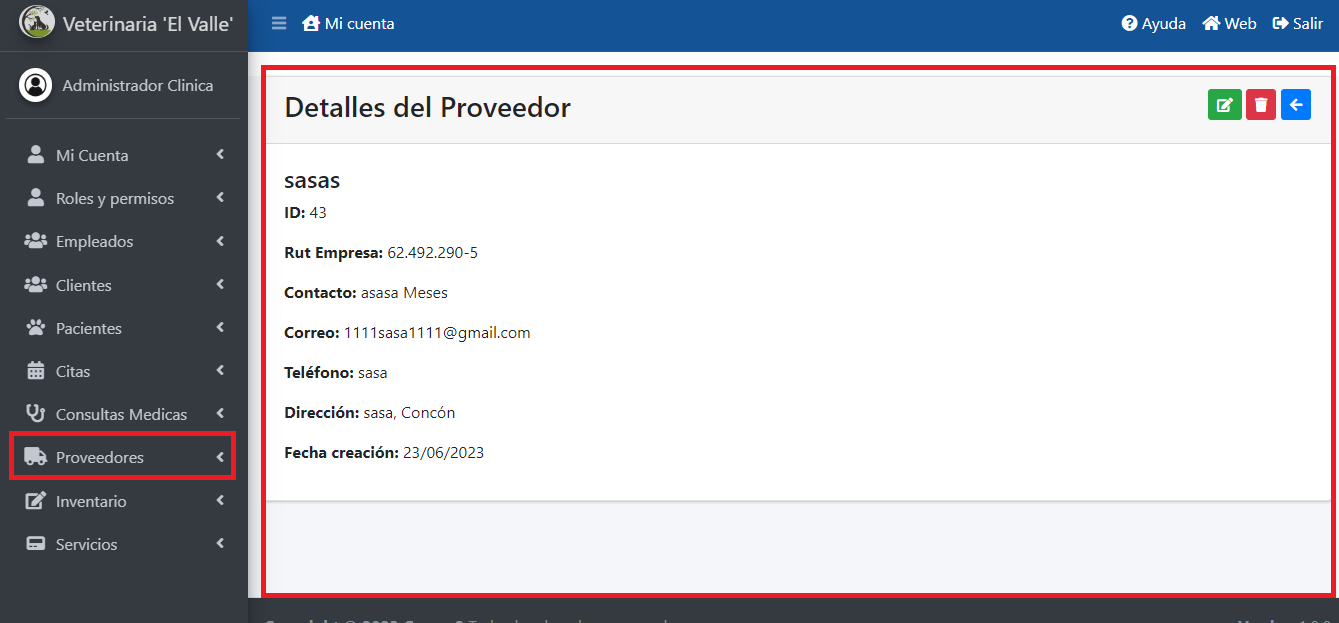 Veterinaria 'El Valle'
Mi cuenta
Ayuda Web Salir
Administrador Clinica
Mi Cuenta
Roles y permisos
Empleados
Clientes
Pacientes
Citas
Consultas Medicas
Proveedores
Inventario
Servicios
Detalles del Proveedor
sasas
ID: 43
Rut Empresa: 62.492.290-5
Contacto: asasa Meses
Correo: 1111sasa1111@gmail.com
Teléfono: sasa
Dirección: sasa, Concón
Fecha creación: 23/06/2023